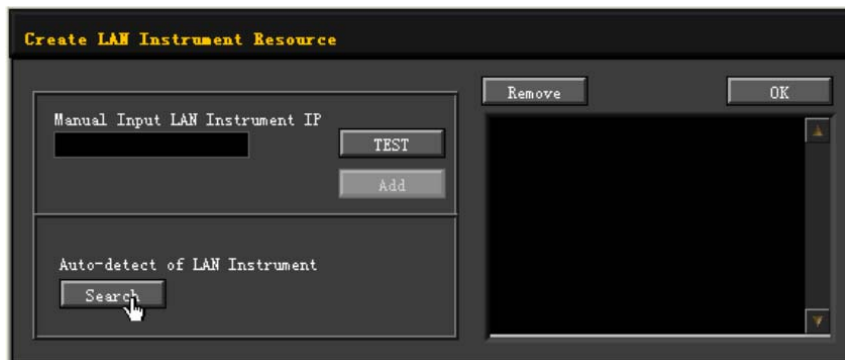 Create LAN Instrument Resource
Remove
OK
Manual Input LAN Instrument IP
TEST
Add
Auto-detect of LAN Instrument
Search